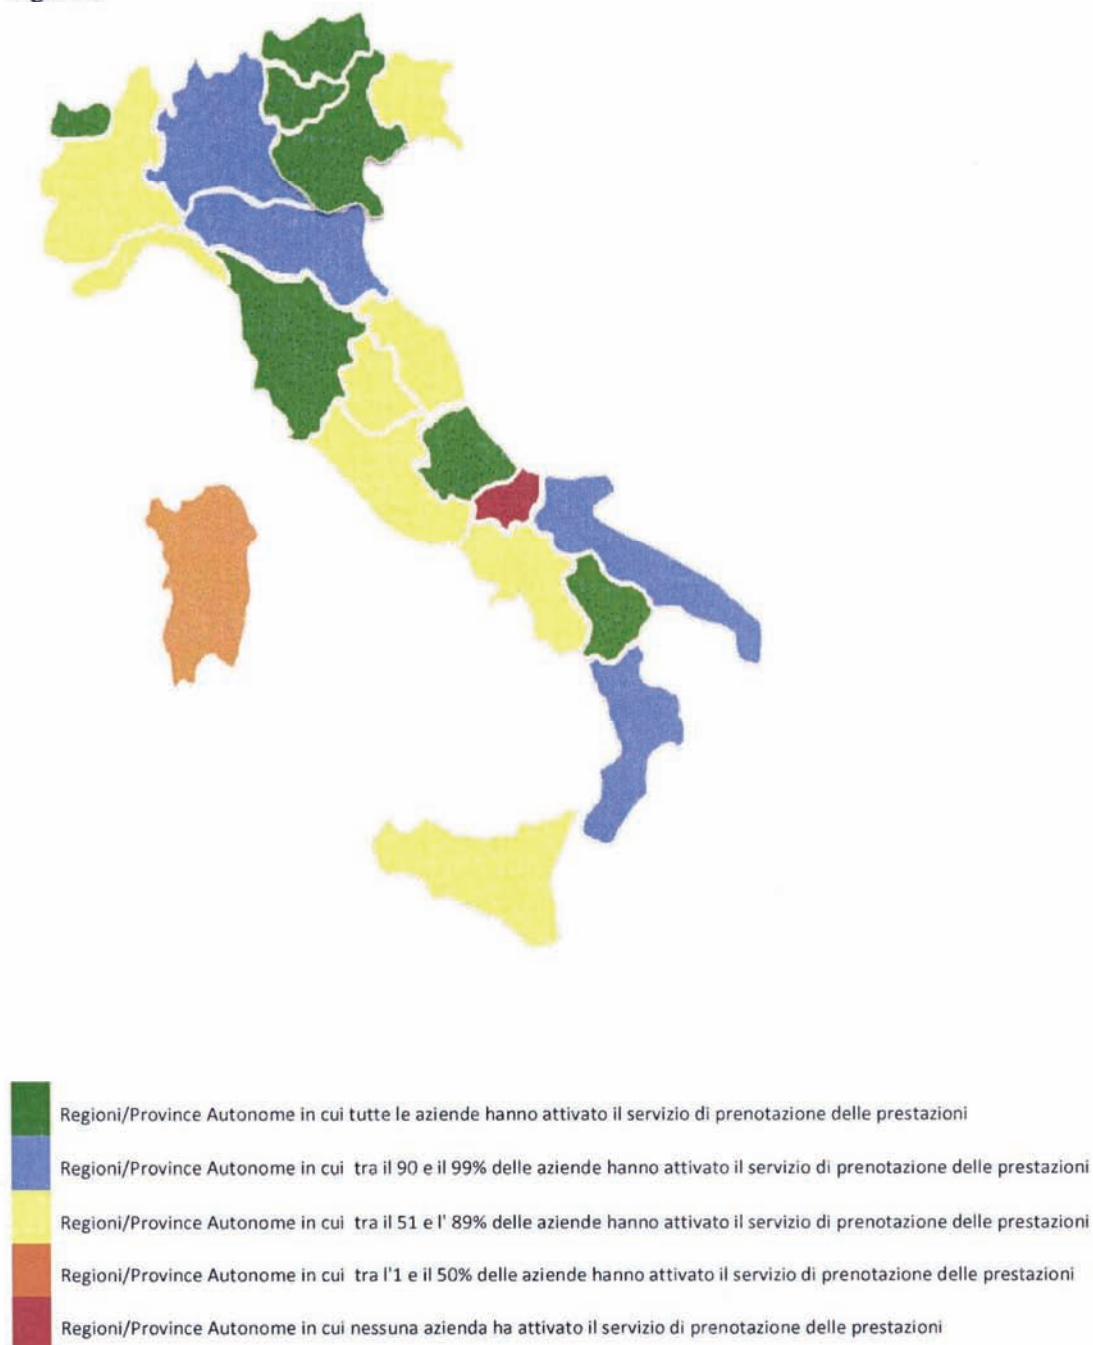 Regioni/Province Autonome in cui tutte le aziende hanno attivato il servizio di prenotazione delle prestazioni
Regioni/Province Autonome in cui tra il 90 e il 99% delle aziende hanno attivato il servizio di prenotazione delle prestazioni
Regioni/Province Autonome in cui tra il 51 e l' 89% delle aziende hanno attivato il servizio di prenotazione delle prestazioni
Regioni/Province Autonome in cui tra l'1 e il 50% delle aziende hanno attivato il servizio di prenotazione delle prestazioni
Regioni/Province Autonome in cui nessuna azienda ha attivato il servizio di prenotazione delle prestazioni